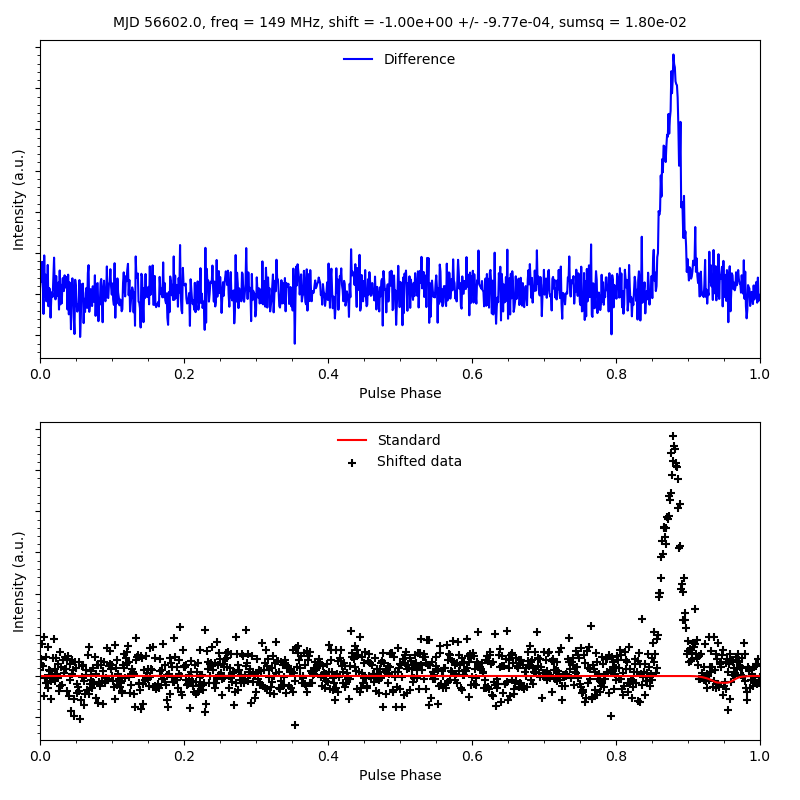 MJD 56602.0, freq = 149 MHz, shift = -1.00e+00 +/- -9.77e-04, sumsq = 1.80e-02
Difference
Intensity (a.u.)
0.0 0.2 0.4 0.6 0.8 1.0
Pulse Phase
Standard
Shifted data
Intensity (a.u.)
0.0 0.2 0.4 0.6 0.8 1.0
Pulse Phase